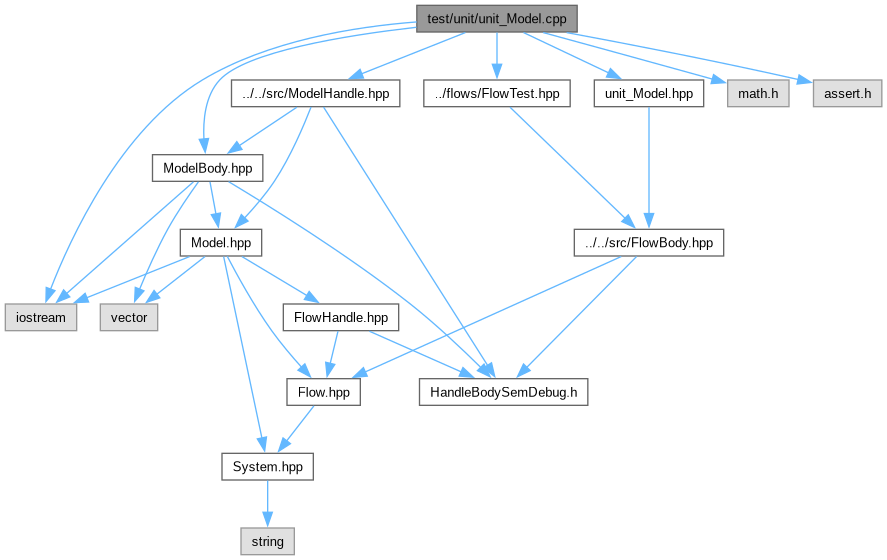 test/unit/unit_Model.cpp
../../src/ModelHandle.hpp
../flows/FlowTest.hpp
unit_Model.hpp
math.h
assert.h
ModelBody.hpp
Model.hpp
../../src/FlowBody.hpp
iostream
vector
FlowHandle.hpp
Flow.hpp
HandleBodySemDebug.h
System.hpp
string